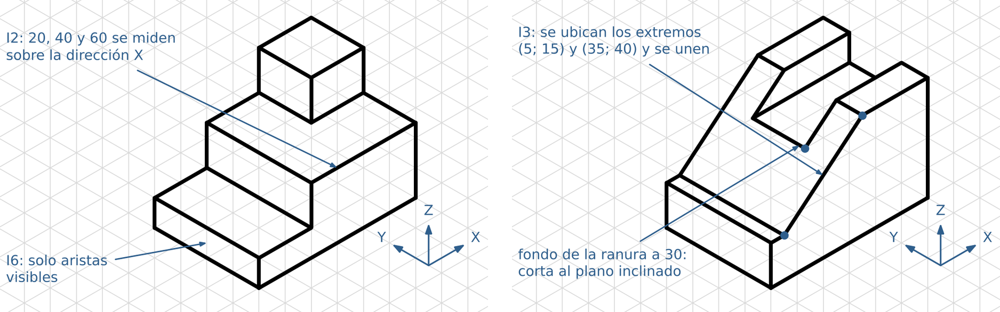 I2: 20, 40 y 60 se miden
sobre la dirección X
I6: solo aristas
visibles
Z
Y
X
I3: se ubican los extremos
(5; 15) y (35; 40) y se unen
fondo de la ranura a 30:
corta al plano inclinado
Z
Y
X